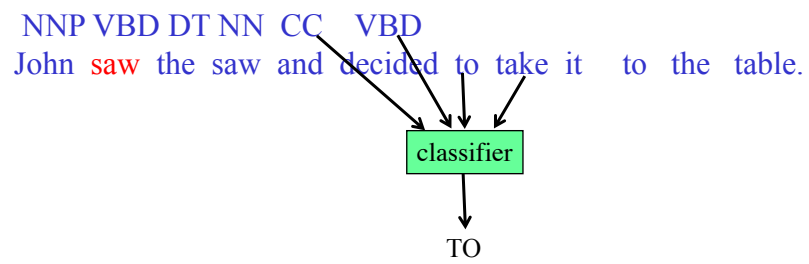 NNP VBD DT NN CC VBD
John saw the saw and decided to take it to the table.
classifier
TO